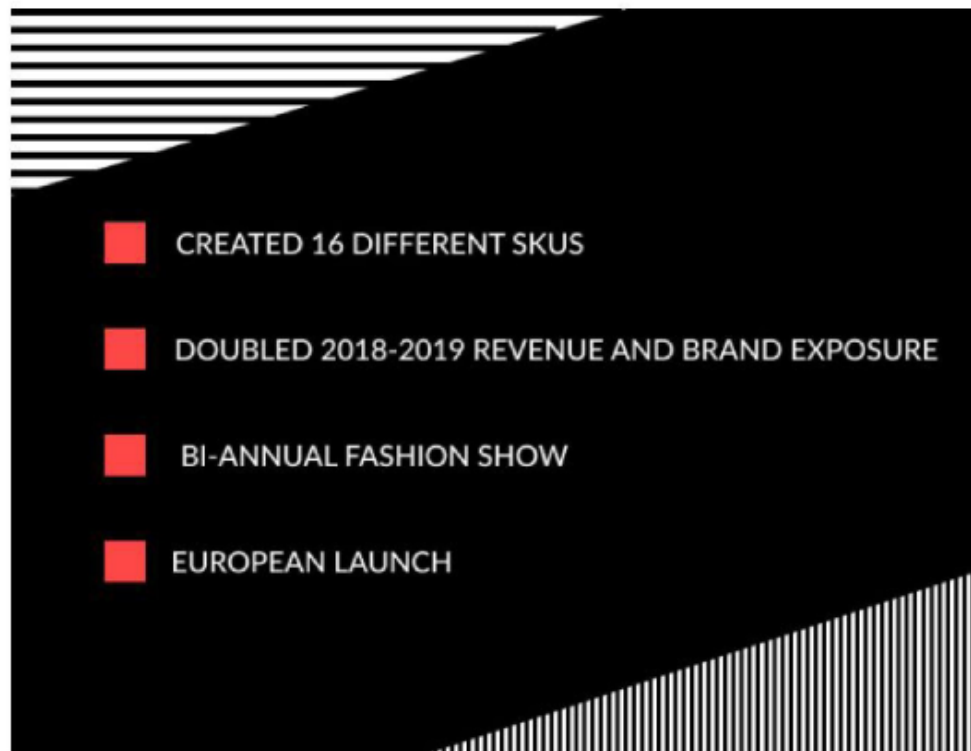 CREATED 16 DIFFERENT SKUS
DOUBLED 2018-2019 REVENUE AND BRAND EXPOSURE
BI-ANNUAL FASHION SHOW
EUROPEAN LAUNCH